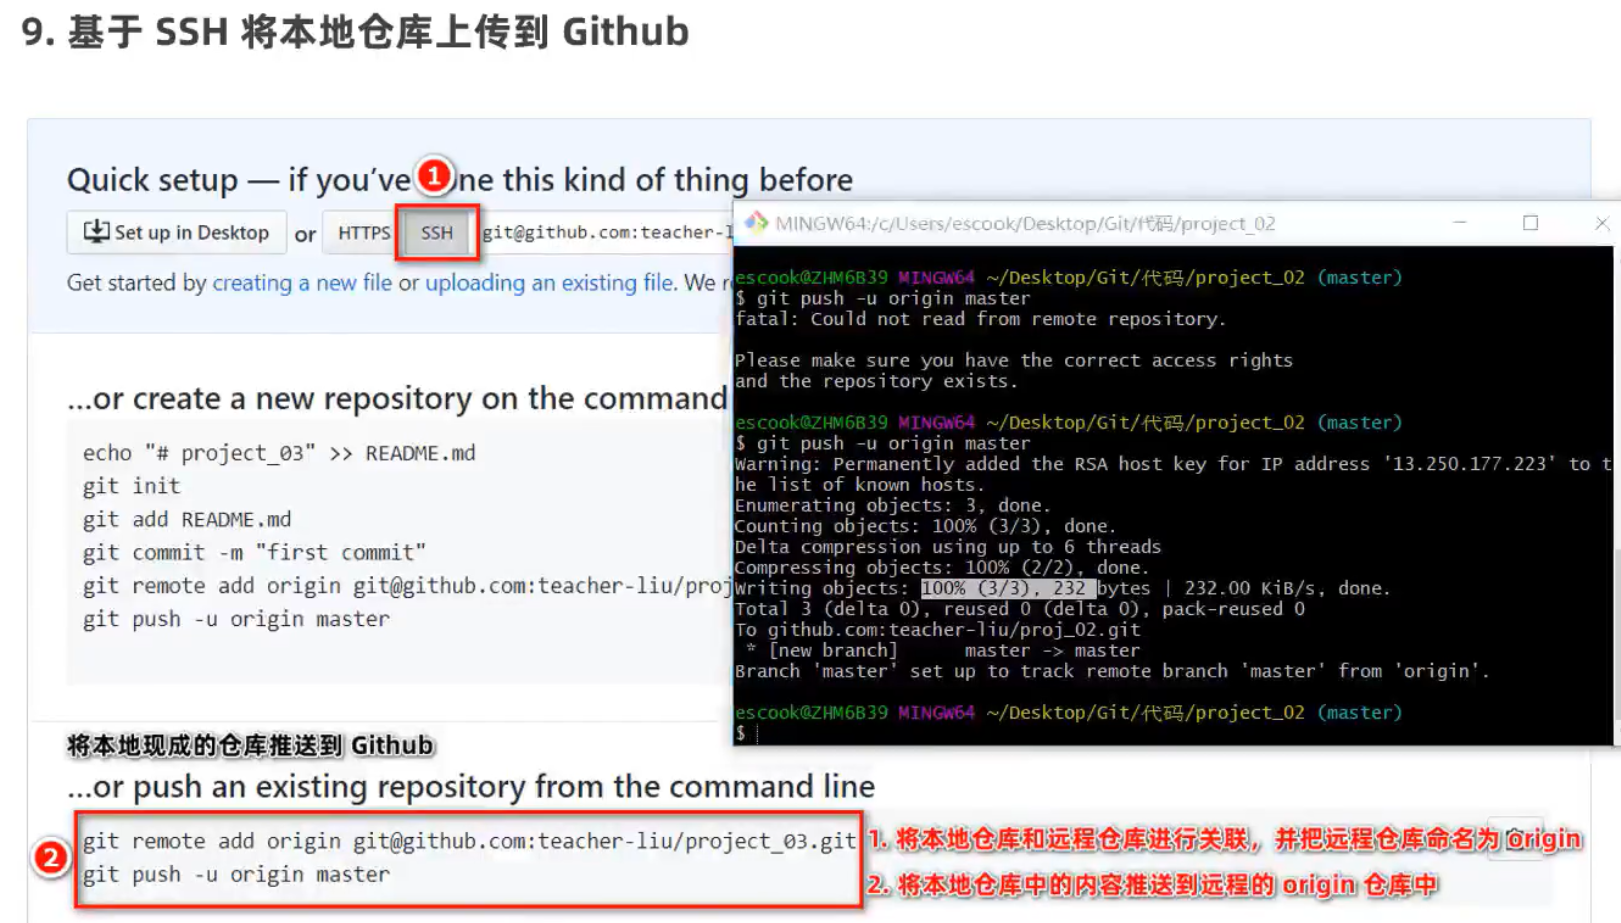 9. 基于 SSH 将本地仓库上传到 Github
Quick setup — if you've ne this kind of thing before
1
Set up in Desktop or HTTPS SSH git@github.com:teacher-l
Get started by creating a new file or uploading an existing file. We r
...or create a new repository on the command
echo "# project_03" >> README.md
git init
git add README.md
git commit -m "first commit"
git remote add origin git@github.com:teacher-liu/proj
git push -u origin master
MINGW64:/c/Users/escook/Desktop/Git/代码/project_02
escook@ZHM6B39 MINGW64 ~/Desktop/Git/代码/project_02 (master)
$ git push -u origin master
fatal: Could not read from remote repository.
Please make sure you have the correct access rights
and the repository exists.
escook@ZHM6B39 MINGW64 ~/Desktop/Git/代码/project_02 (master)
$ git push -u origin master
Warning: Permanently added the RSA host key for IP address '13.250.177.223' to t
he list of known hosts.
Enumerating objects: 3, done.
Counting objects: 100% (3/3), done.
Delta compression using up to 6 threads
Compressing objects: 100% (2/2), done.
Writing objects: 100% (3/3), 232 bytes | 232.00 KiB/s, done.
Total 3 (delta 0), reused 0 (delta 0), pack-reused 0
To github.com:teacher-liu/proj_02.git
* [new branch] master -> master
Branch 'master' set up to track remote branch 'master' from 'origin'.
escook@ZHM6B39 MINGW64 ~/Desktop/Git/代码/project_02 (master)
$
将本地现成的仓库推送到 Github
...or push an existing repository from the command line
2
git remote add origin git@github.com:teacher-liu/project_03.git
git push -u origin master
1. 将本地仓库和远程仓库进行关联，并把远程仓库命名为 origin
2. 将本地仓库中的内容推送到远程的 origin 仓库中